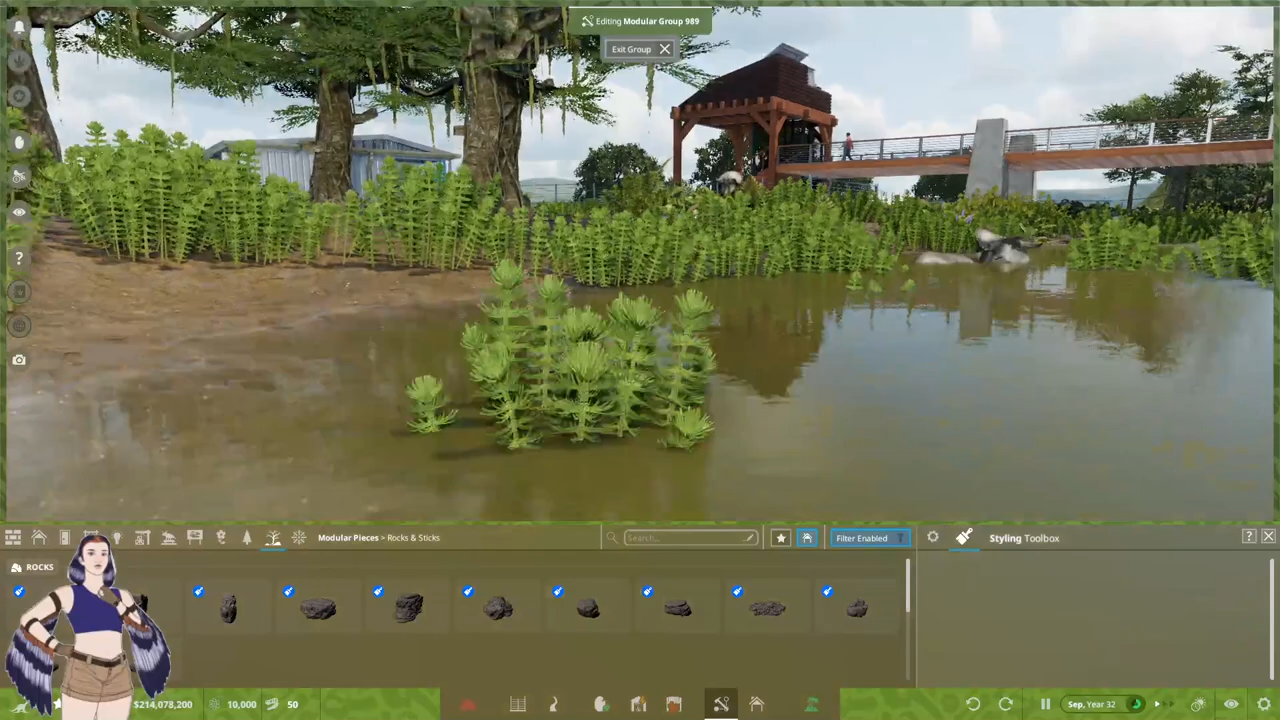 Editing Modular Group 989
Exit Group
?
Modular Pieces > Rocks & Sticks
Search...
Filter Enabled
Styling Toolbox
?
ROCKS
$214,078,200
10,000
50
Sep, Year 32